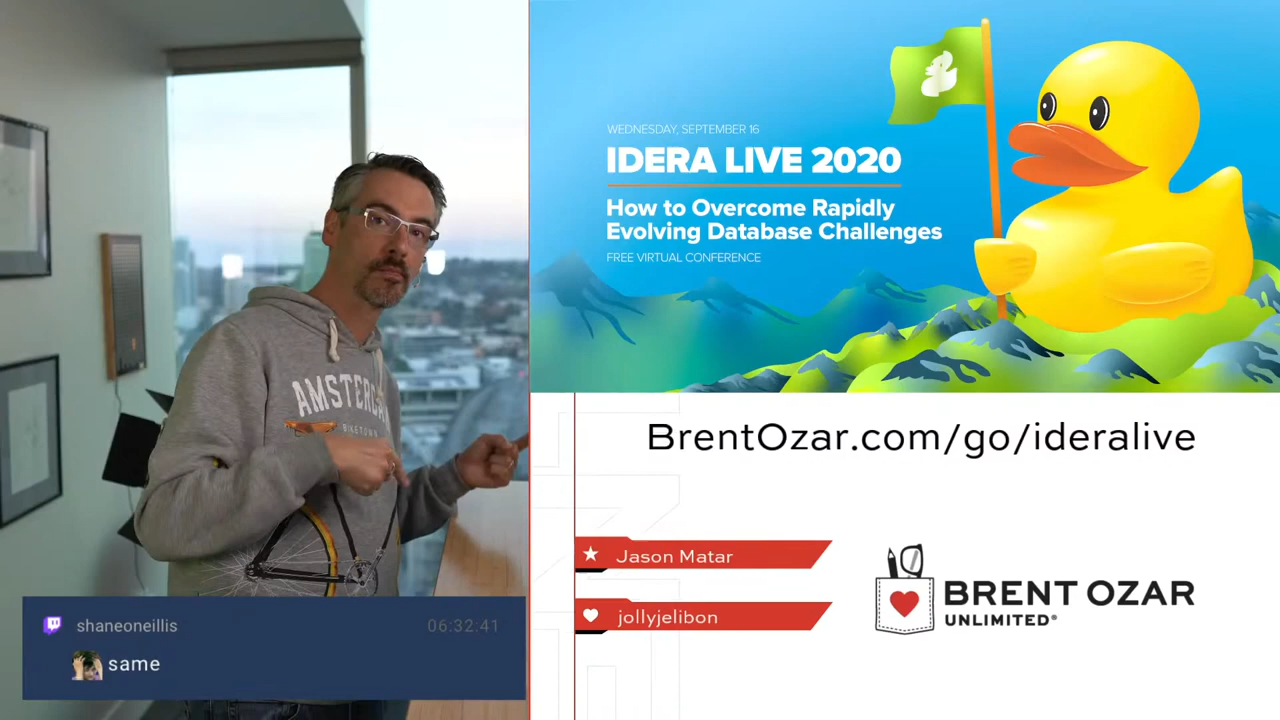 WEDNESDAY, SEPTEMBER 16
IDERA LIVE 2020
How to Overcome Rapidly
Evolving Database Challenges
FREE VIRTUAL CONFERENCE
BrentOzar.com/go/ideralive
Jason Matar
jollyjelibon
BRENT OZAR
UNLIMITED®
shaneoneillis
06:32:41
same